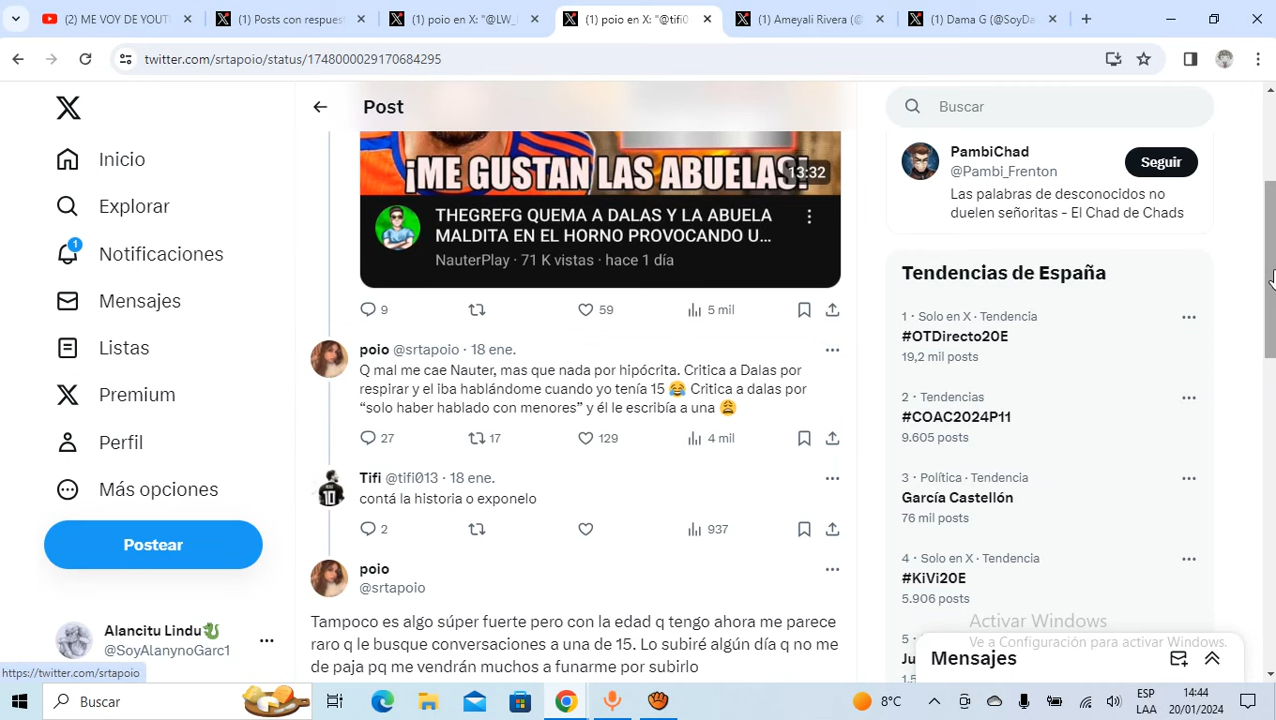 (2) ME VOY DE YOUT
(1) Posts con respues
(1) poio en X: "@LW_
(1) poio en X: "@tifi0
(1) Ameyali Rivera (@
(1) Dama G (@SoyDa
twitter.com/srtapoio/status/1748000029170684295
Inicio
Explorar
1
Notificaciones
Mensajes
Listas
Premium
Perfil
Más opciones
Postear
Alancitu Lindu
@SoyAlanynoGarc1
https://twitter.com/srtapoio
Post
¡ME GUSTAN LAS ABUELAS!
13:32
THEGREFG QUEMA A DALAS Y LA ABUELA
MALDITA EN EL HORNO PROVOCANDO U...
NauterPlay · 71 K vistas · hace 1 día
9 59 5 mil
poio @srtapoio · 18 ene.
Q mal me cae Nauter, mas que nada por hipócrita. Critica a Dalas por
respirar y el iba hablándome cuando yo tenía 15 😂 Critica a dalas por
“solo haber hablado con menores” y él le escribía a una 😩
27 17 129 4 mil
Tifi @tifi013 · 18 ene.
contá la historia o exponelo
2 937
10
poio
@srtapoio
Tampoco es algo súper fuerte pero con la edad q tengo ahora me parece
raro q le busque conversaciones a una de 15. Lo subiré algún día q no me
de paja pq me vendrán muchos a funarme por subirlo
Buscar
PambiChad
@Pambi_Frenton
Seguir
Las palabras de desconocidos no
duelen señoritas - El Chad de Chads
Tendencias de España
1 · Solo en X · Tendencia
#OTDirecto20E
19,2 mil posts
2 · Tendencias
#COAC2024P11
9.605 posts
3 · Política · Tendencia
García Castellón
76 mil posts
4 · Solo en X · Tendencia
#KiVi20E
5.906 posts
5
Activar Windows
Ve a Configuración para activar Windows.
Mensajes
Buscar
8°C
ESP
LAA
14:44
20/01/2024